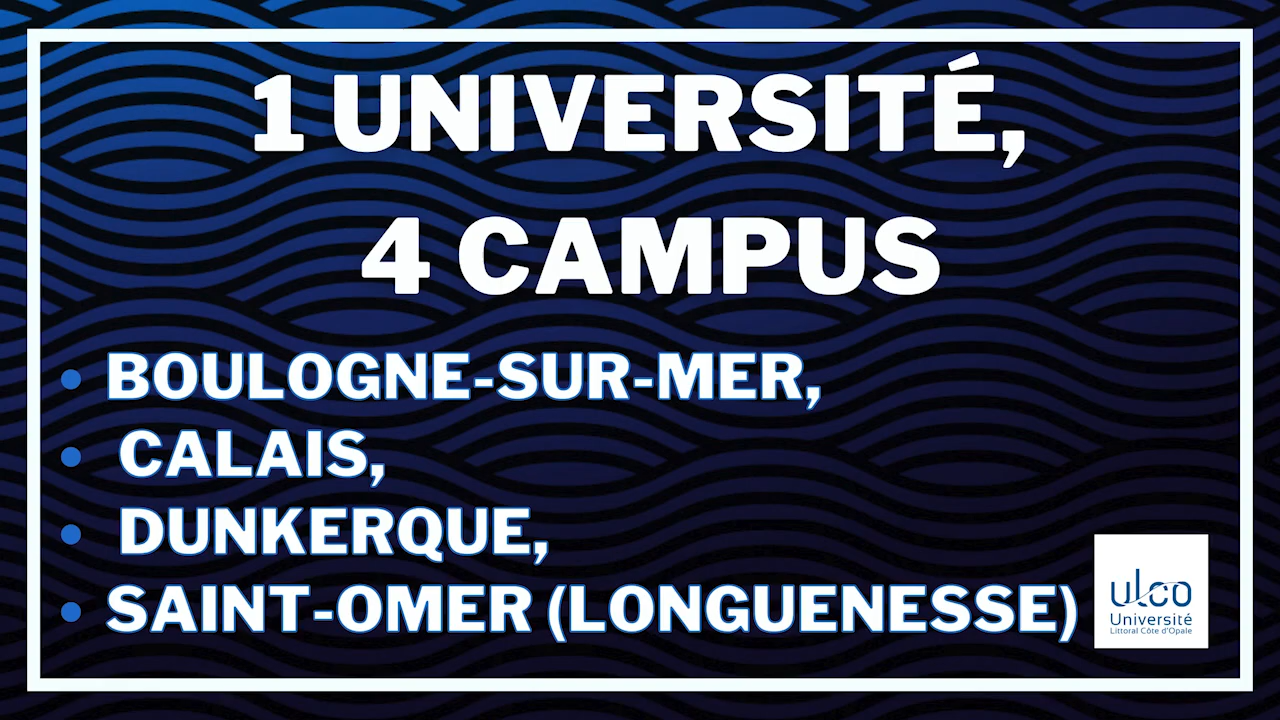 1 UNIVERSITÉ,
4 CAMPUS
• BOULOGNE-SUR-MER,
• CALAIS,
• DUNKERQUE,
• SAINT-OMER (LONGUENESSE)
ulco
Université
Littoral Côte d'Opale